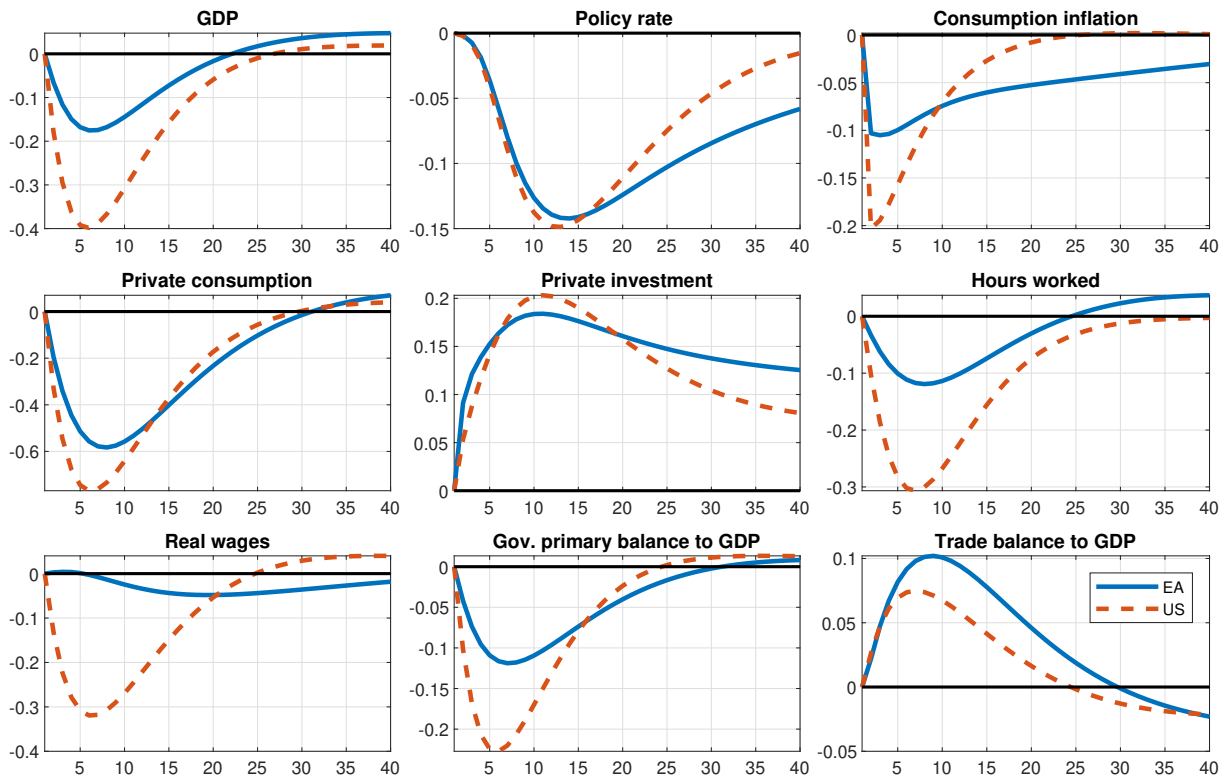 GDP
0
-0.1
-0.2
-0.3
-0.4
5 10 15 20 25 30 35 40
Policy rate
0
-0.05
-0.1
-0.15
5 10 15 20 25 30 35 40
Consumption inflation
0
-0.05
-0.1
-0.15
-0.2
5 10 15 20 25 30 35 40
Private consumption
0
-0.2
-0.4
-0.6
5 10 15 20 25 30 35 40
Private investment
0.2
0.15
0.1
0.05
0
5 10 15 20 25 30 35 40
Hours worked
0
-0.1
-0.2
-0.3
5 10 15 20 25 30 35 40
Real wages
0
-0.1
-0.2
-0.3
-0.4
5 10 15 20 25 30 35 40
Gov. primary balance to GDP
0
-0.05
-0.1
-0.15
-0.2
5 10 15 20 25 30 35 40
Trade balance to GDP
0.1
0.05
0
-0.05
5 10 15 20 25 30 35 40
EA
US